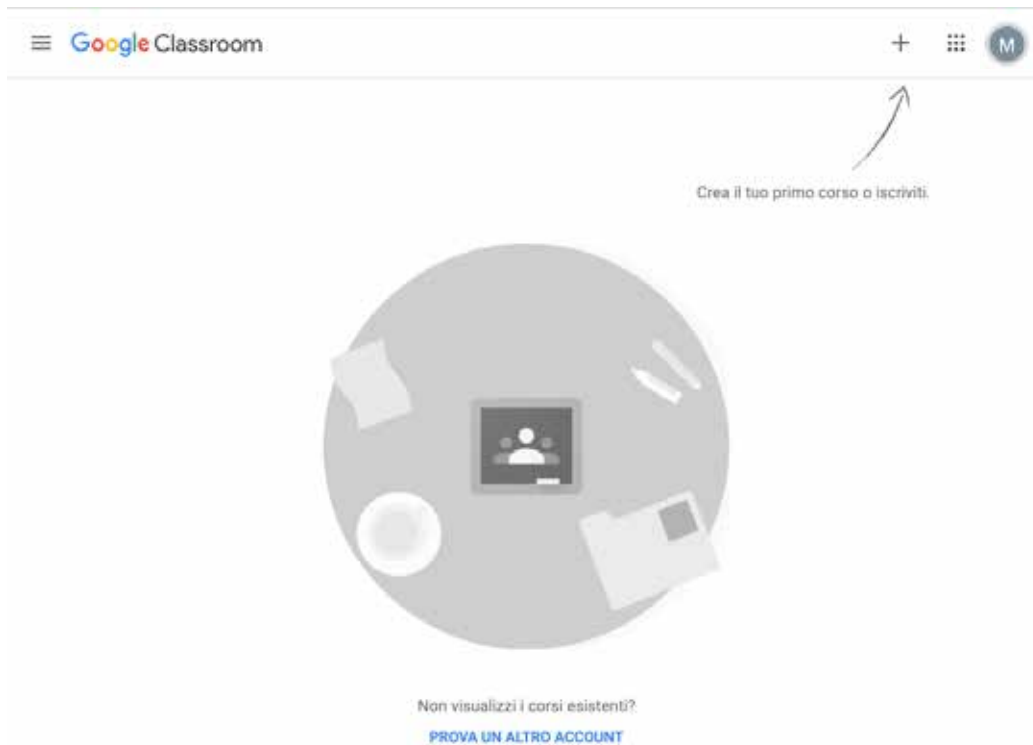 Google Classroom
M
Crea il tuo primo corso o iscriviti.
Non visualizzi i corsi esistenti?
PROVA UN ALTRO ACCOUNT